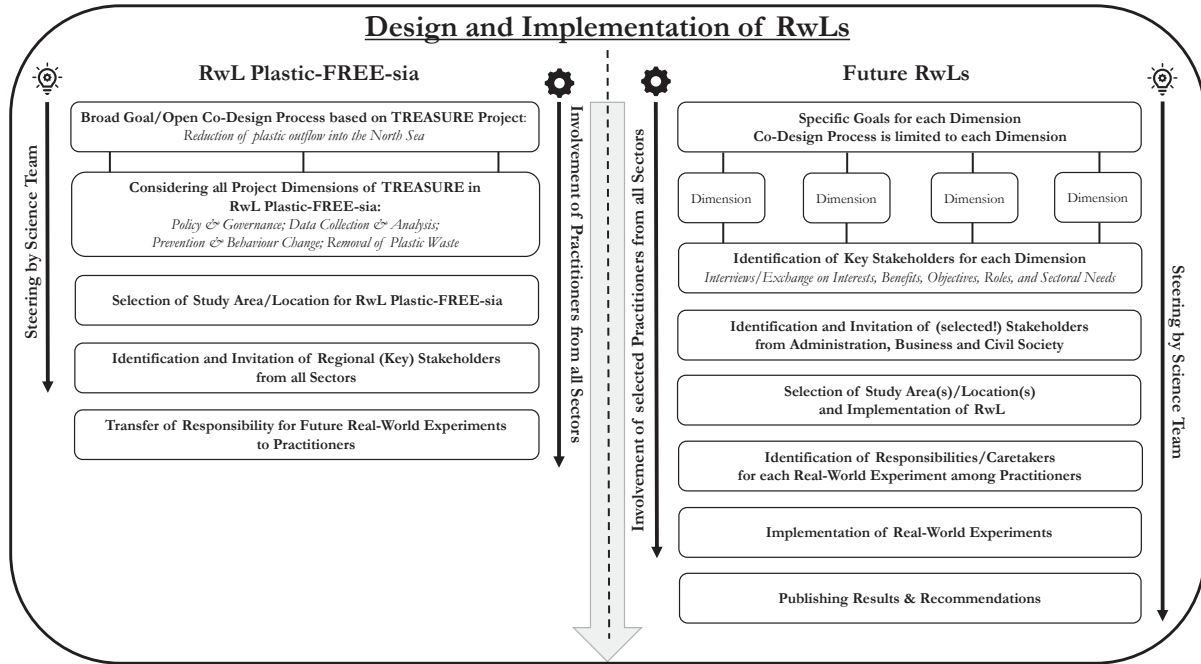 Design and Implementation of RwLs
RwL Plastic-FREE-sia
Steering by Science Team
Involvement of Practitioners from all Sectors
Broad Goal/Open Co-Design Process based on TREASURE Project:
Reduction of plastic outflow into the North Sea
Considering all Project Dimensions of TREASURE in
RwL Plastic-FREE-sia:
Policy & Governance; Data Collection & Analysis;
Prevention & Behaviour Change; Removal of Plastic Waste
Selection of Study Area/Location for RwL Plastic-FREE-sia
Identification and Invitation of Regional (Key) Stakeholders
from all Sectors
Transfer of Responsibility for Future Real-World Experiments
to Practitioners
Future RwLs
Involvement of selected Practitioners from all Sectors
Steering by Science Team
Specific Goals for each Dimension
Co-Design Process is limited to each Dimension
Dimension
Dimension
Dimension
Dimension
Identification of Key Stakeholders for each Dimension
Interviews/Exchange on Interests, Benefits, Objectives, Roles, and Sectoral Needs
Identification and Invitation of (selected!) Stakeholders
from Administration, Business and Civil Society
Selection of Study Area(s)/Location(s)
and Implementation of RwL
Identification of Responsibilities/Caretakers
for each Real-World Experiment among Practitioners
Implementation of Real-World Experiments
Publishing Results & Recommendations